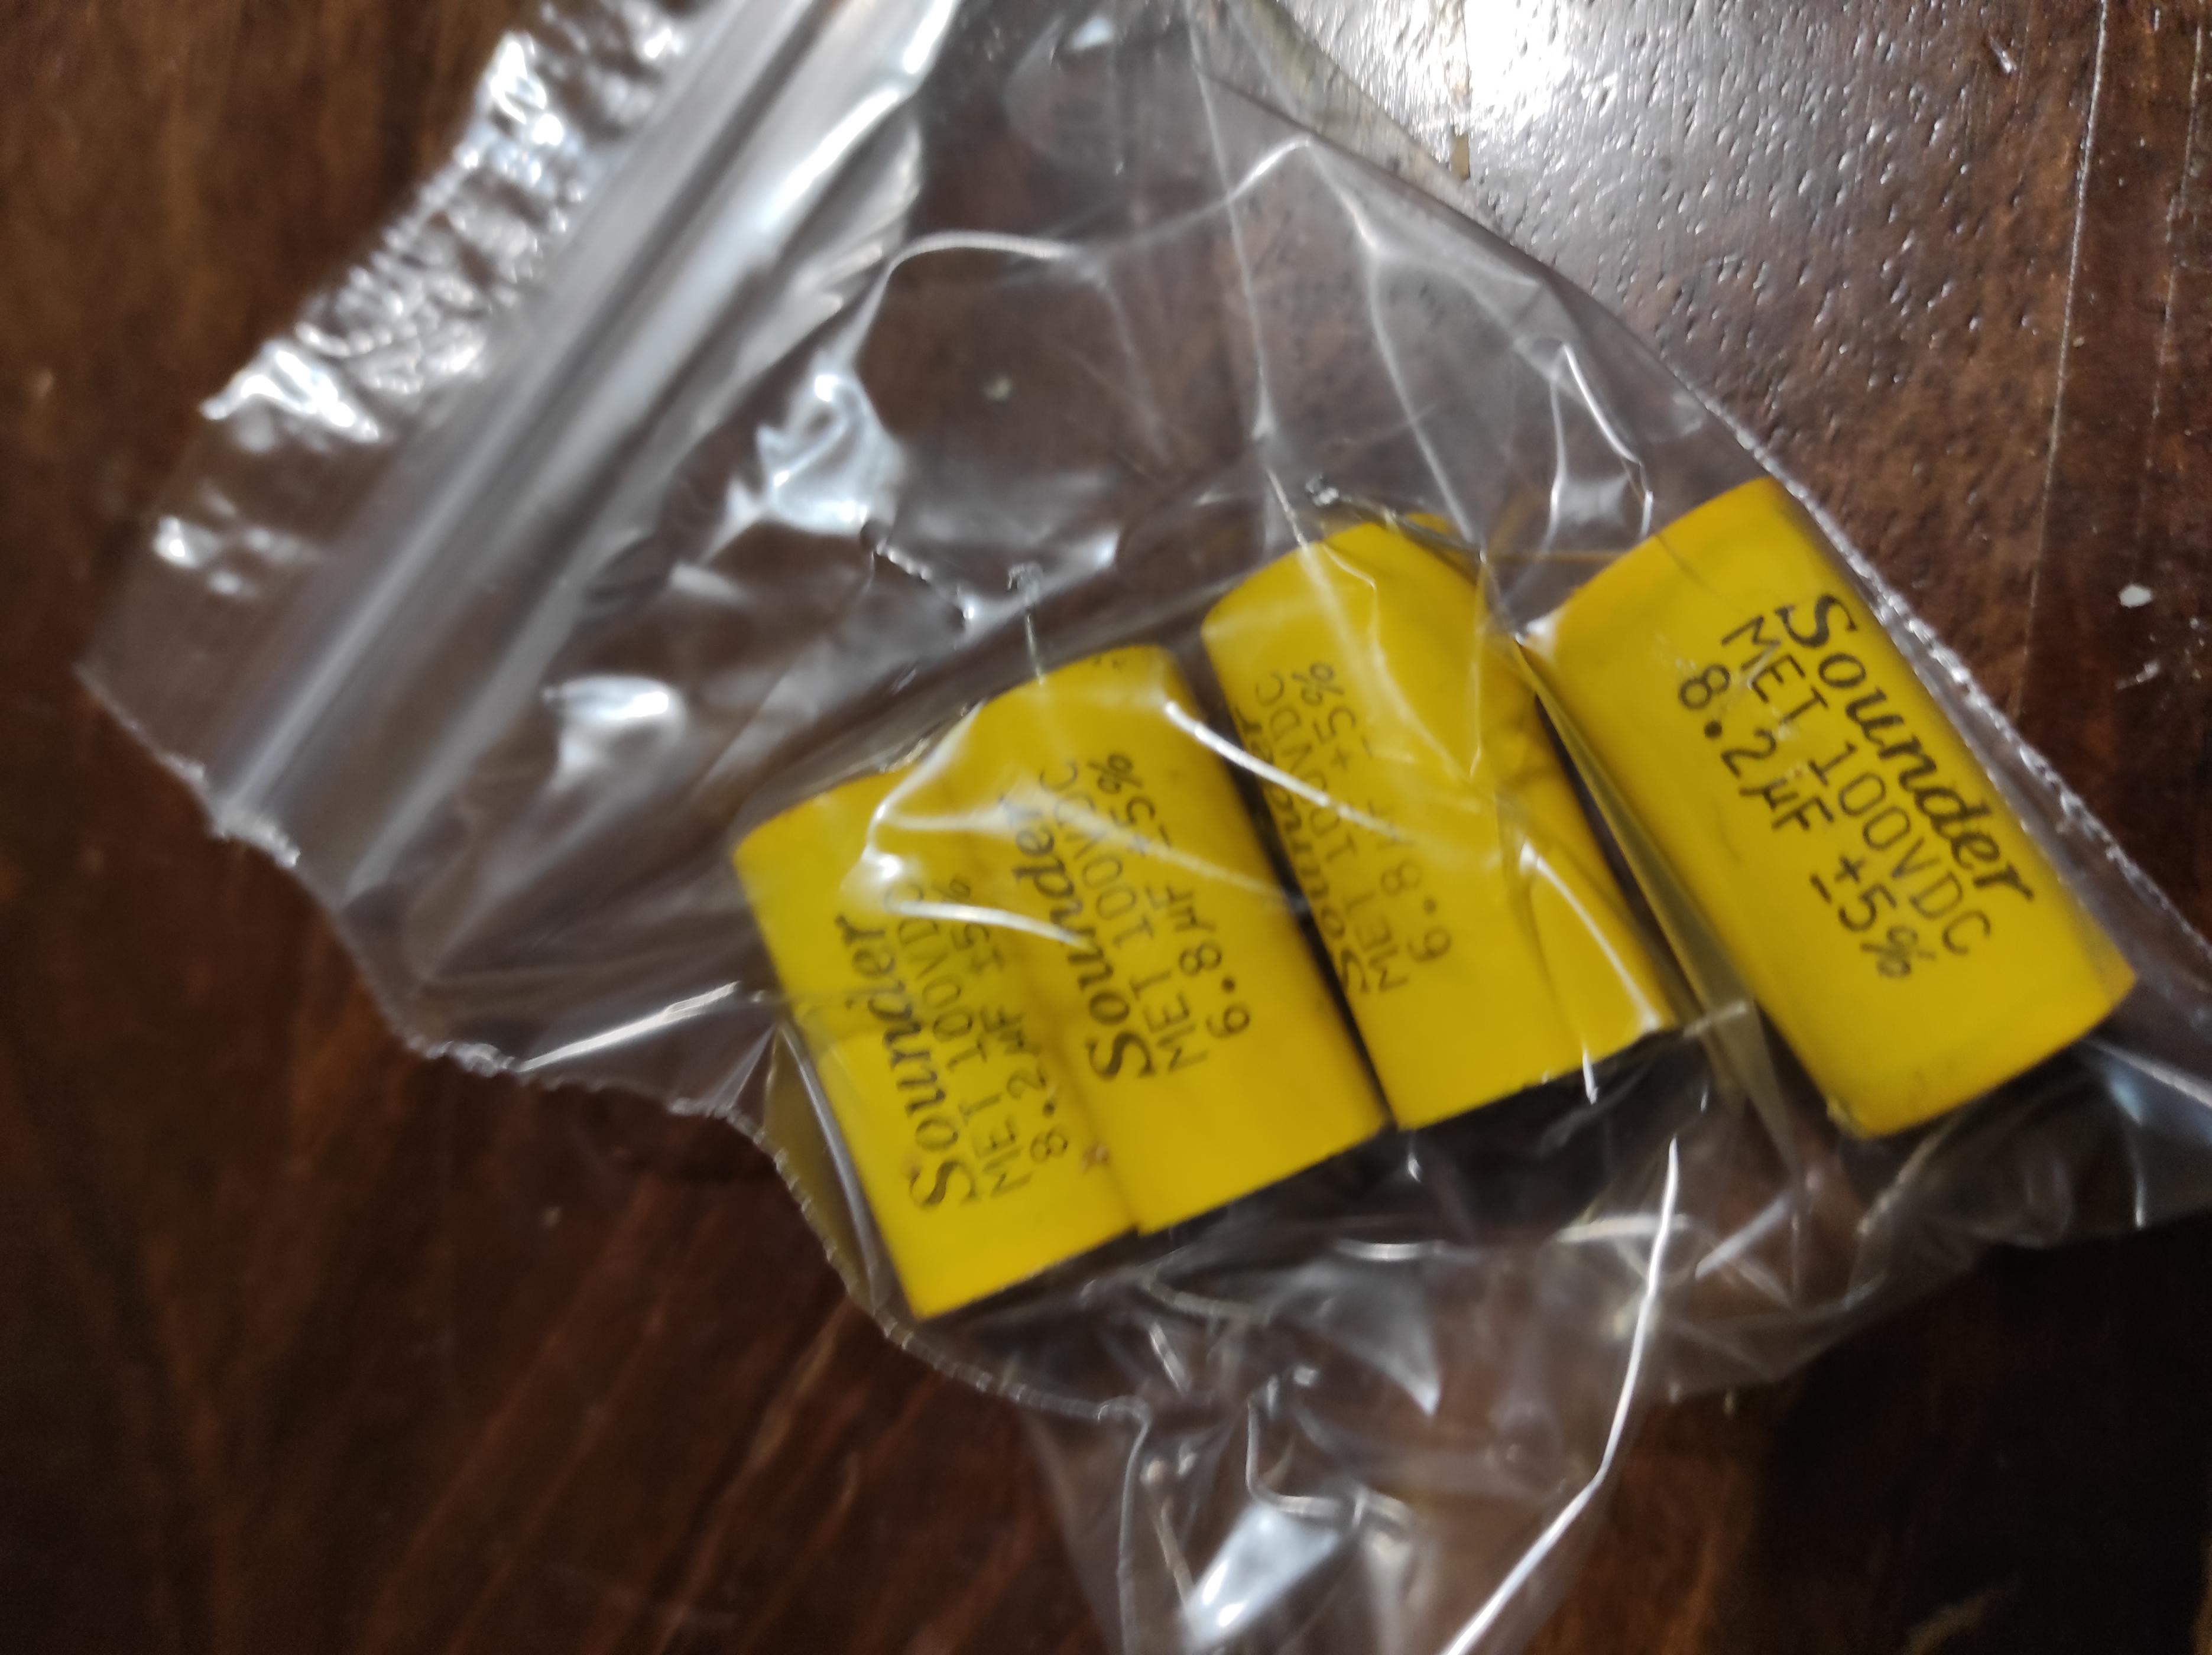 Sounder
MET 100VDC
8.2µF ±5%
Sounder
MET 100VDC
6.8µF ±5%
Sounder
MET 100VDC
6.8µF ±5%
Sounder
MET 100VDC
8.2µF ±5%